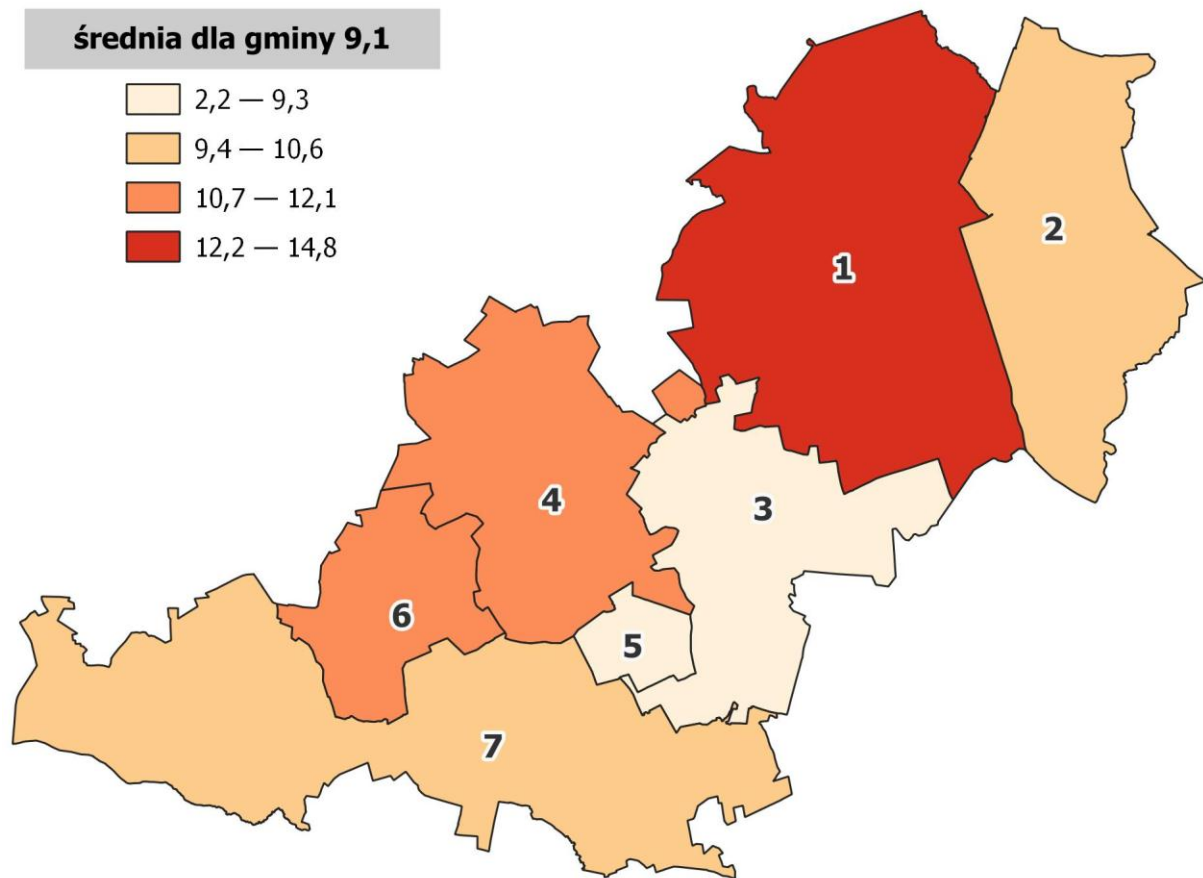 średnia dla gminy 9,1
2,2 — 9,3
9,4 — 10,6
10,7 — 12,1
12,2 — 14,8
1
2
3
4
5
6
7